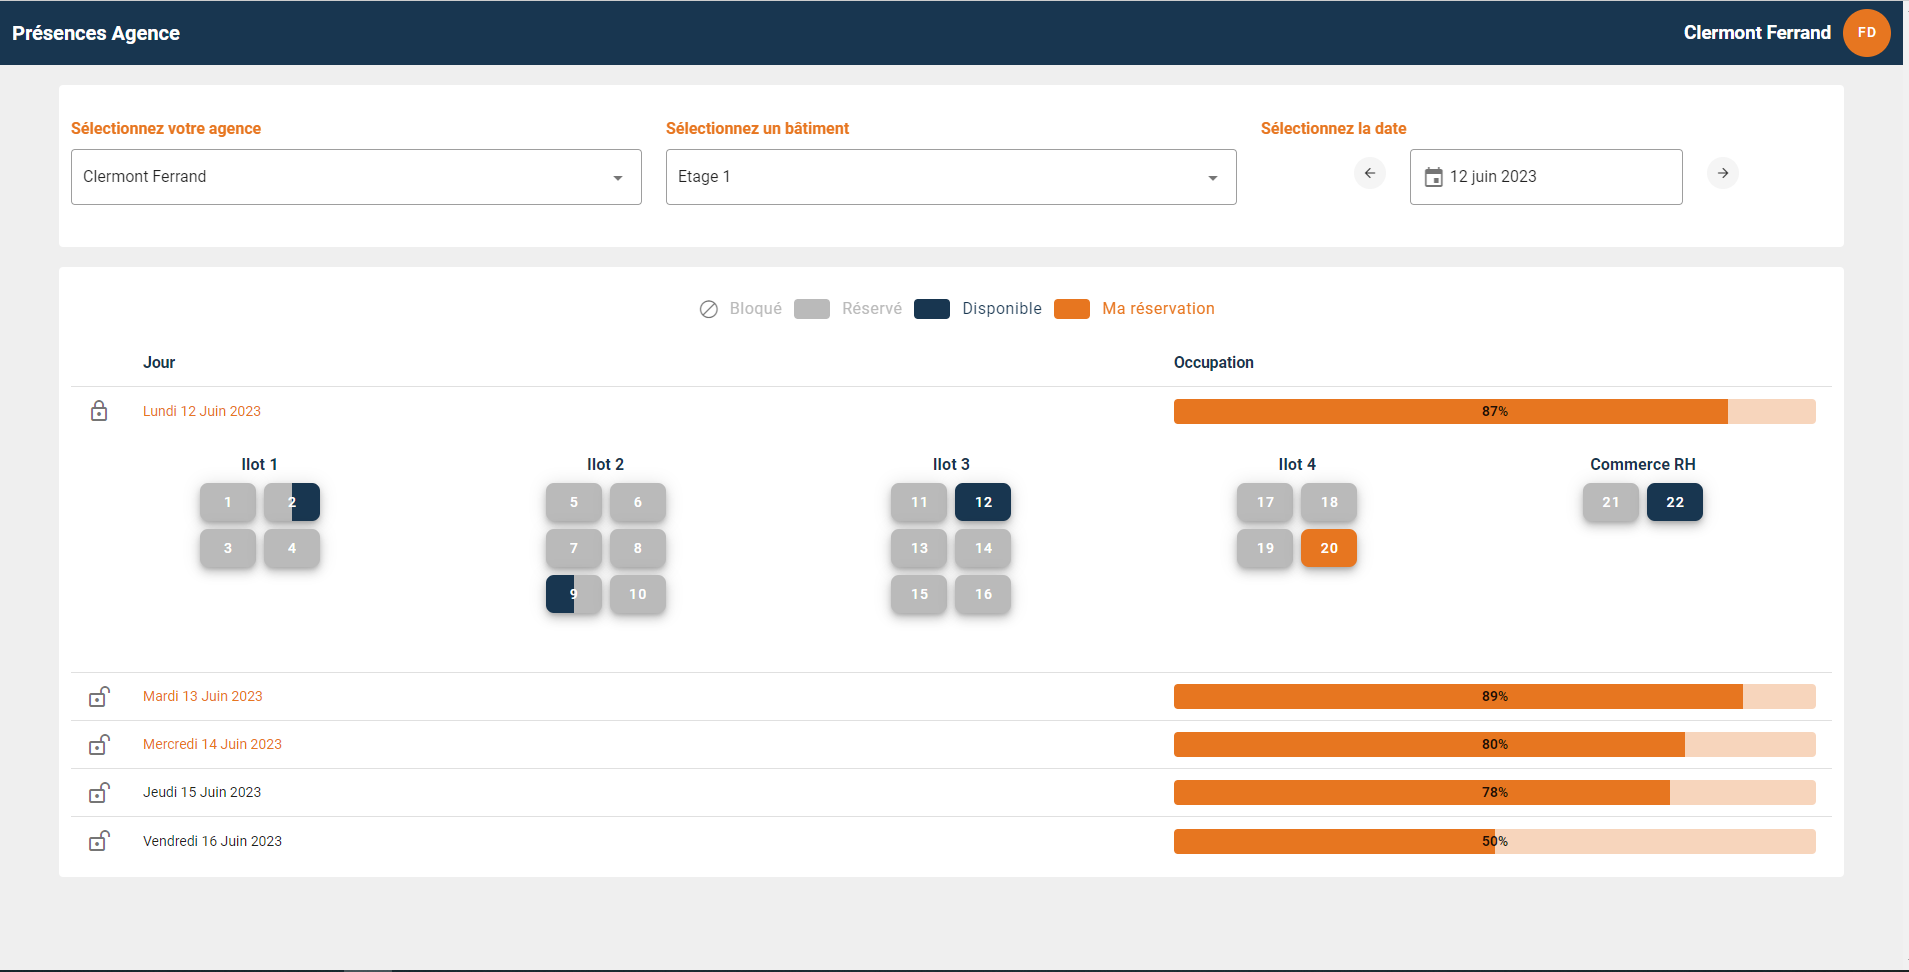 Présences Agence
Clermont Ferrand FD
Sélectionnez votre agence
Sélectionnez un bâtiment
Sélectionnez la date
Clermont Ferrand
Etage 1
12 juin 2023
Bloqué Réservé Disponible Ma réservation
Jour Occupation
Lundi 12 Juin 2023 87%
Ilot 1
1 2
3 4
Ilot 2
5 6
7 8
9 10
Ilot 3
11 12
13 14
15 16
Ilot 4
17 18
19 20
Commerce RH
21 22
Mardi 13 Juin 2023 89%
Mercredi 14 Juin 2023 80%
Jeudi 15 Juin 2023 78%
Vendredi 16 Juin 2023 50%